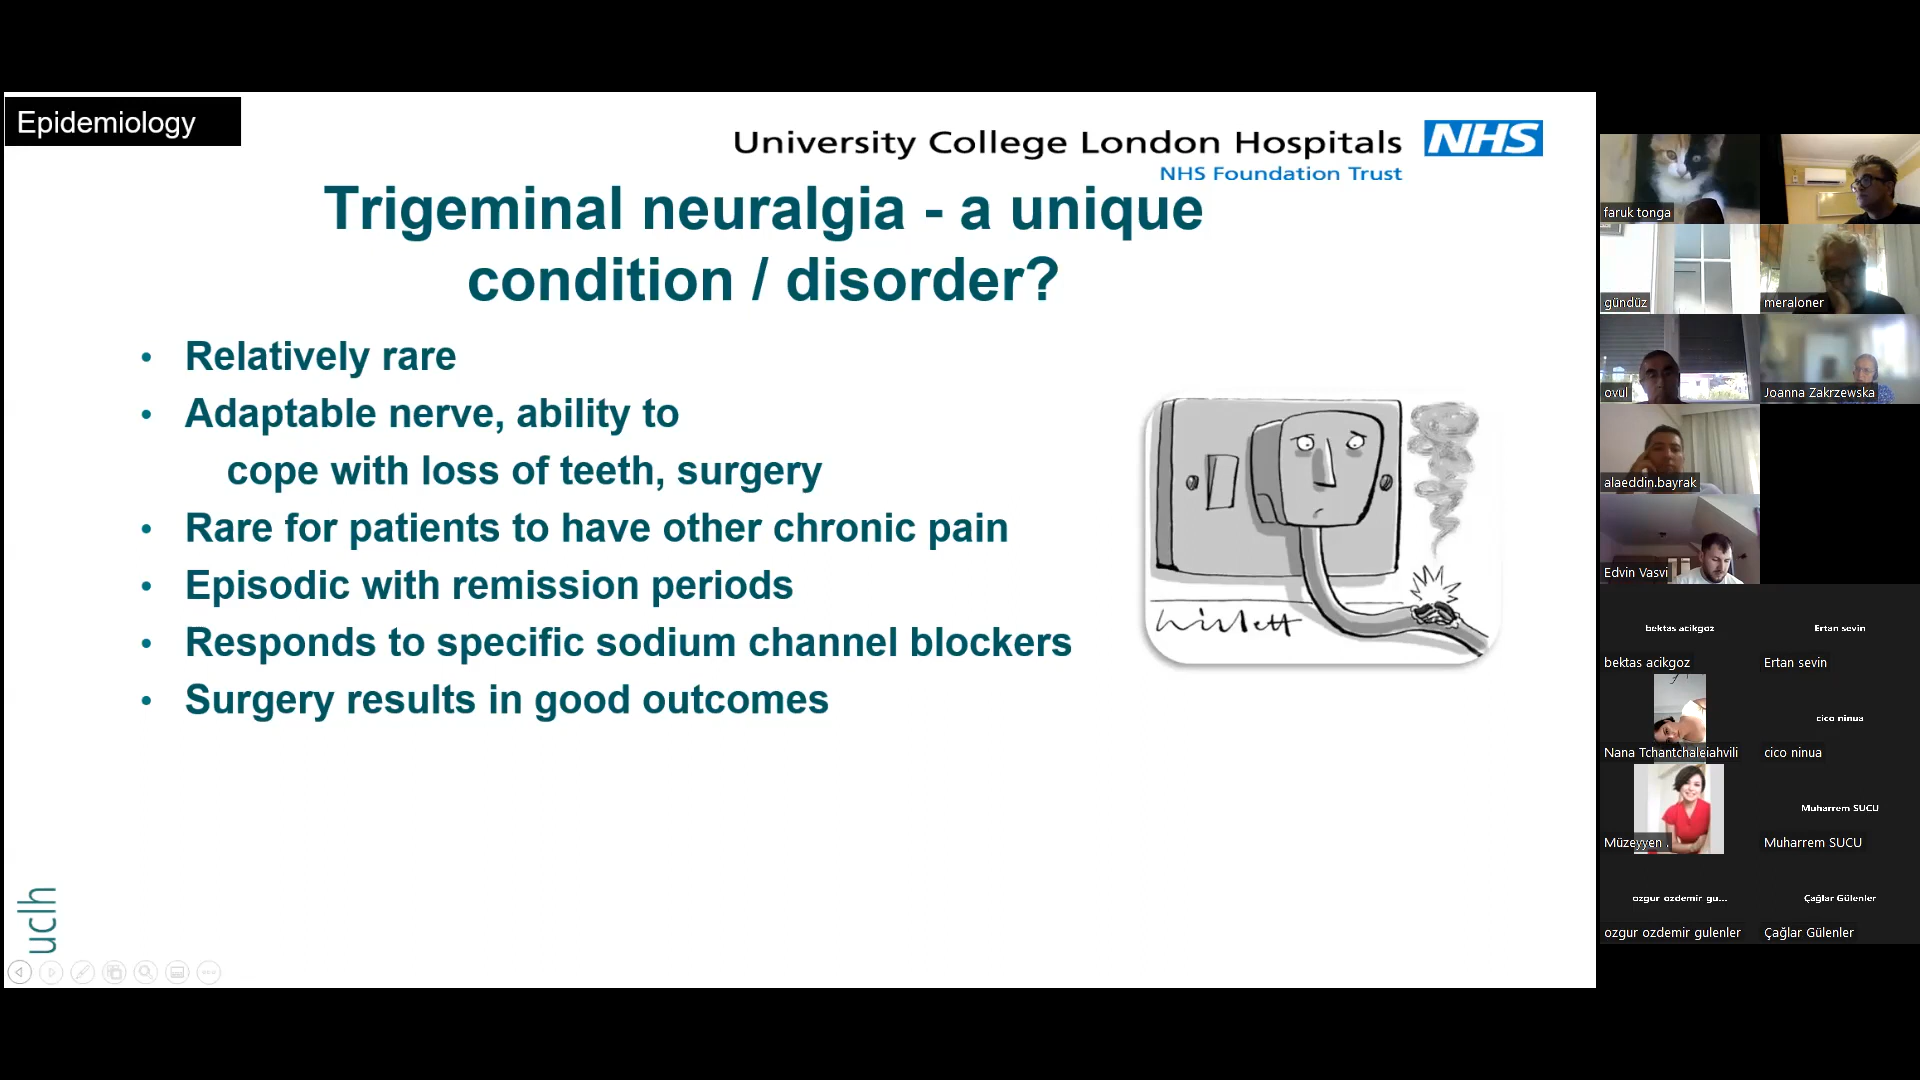 Epidemiology
University College London Hospitals NHS
NHS Foundation Trust
Trigeminal neuralgia - a unique
condition / disorder?
• Relatively rare
• Adaptable nerve, ability to
cope with loss of teeth, surgery
• Rare for patients to have other chronic pain
• Episodic with remission periods
• Responds to specific sodium channel blockers
• Surgery results in good outcomes
uclh
faruk tonga
gündüz
meraloner
ovul
Joanna Zakrzewska
alaeddin.bayrak
Edvin Vasvi
bektas acikgoz
Ertan sevin
bektas acikgoz
Ertan sevin
cico ninua
Nana Tchantchaleiahvili
cico ninua
Muharrem SUCU
Müzeyyen .
Muharrem SUCU
ozgur ozdemir gu...
Çağlar Gülenler
ozgur ozdemir gulenler
Çağlar Gülenler